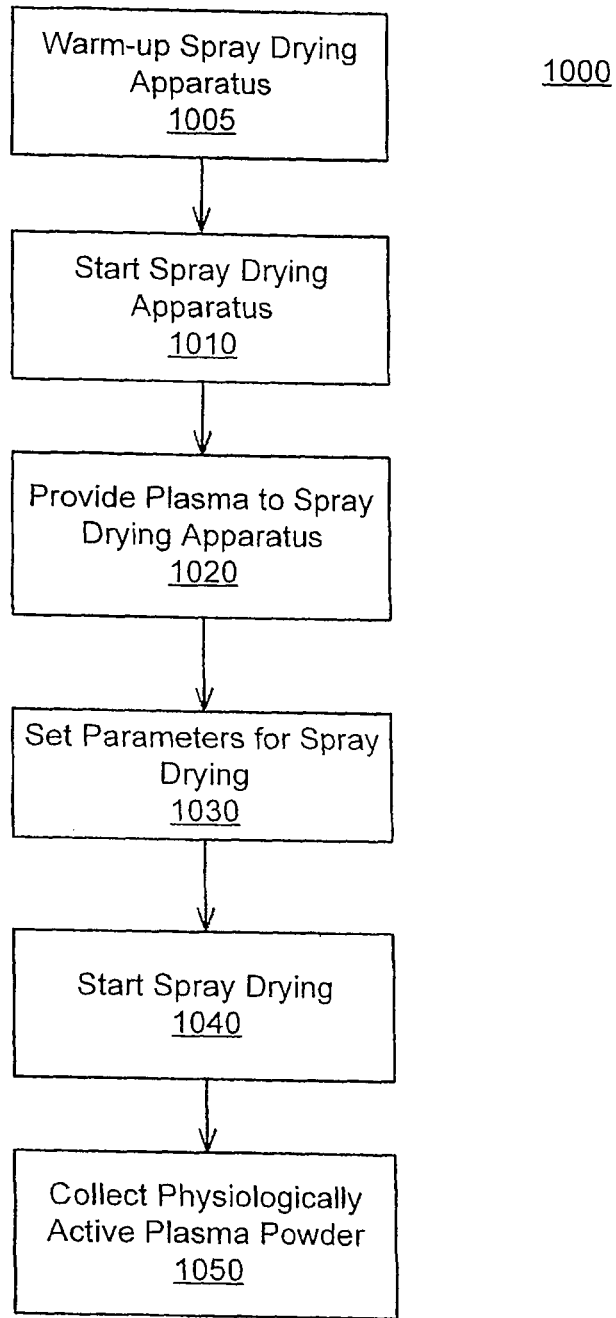 Warm-up Spray Drying
Apparatus
1005
1000
Start Spray Drying
Apparatus
1010
Provide Plasma to Spray
Drying Apparatus
1020
Set Parameters for Spray
Drying
1030
Start Spray Drying
1040
Collect Physiologically
Active Plasma Powder
1050